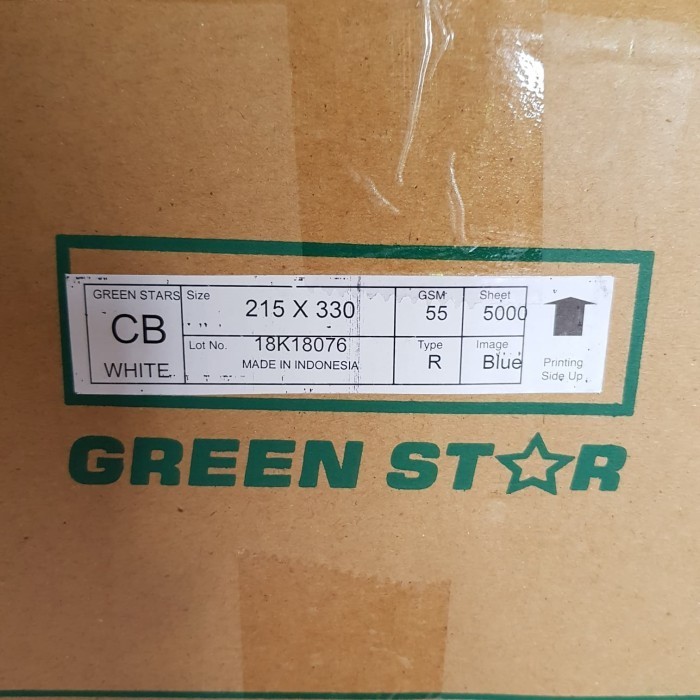 GREEN STARS
CB
WHITE
Size
215 X 330
Lot No.
18K18076
MADE IN INDONESIA
GSM
55
Sheet
5000
Type
R
Image
Blue
Printing
Side Up
GREEN STAR